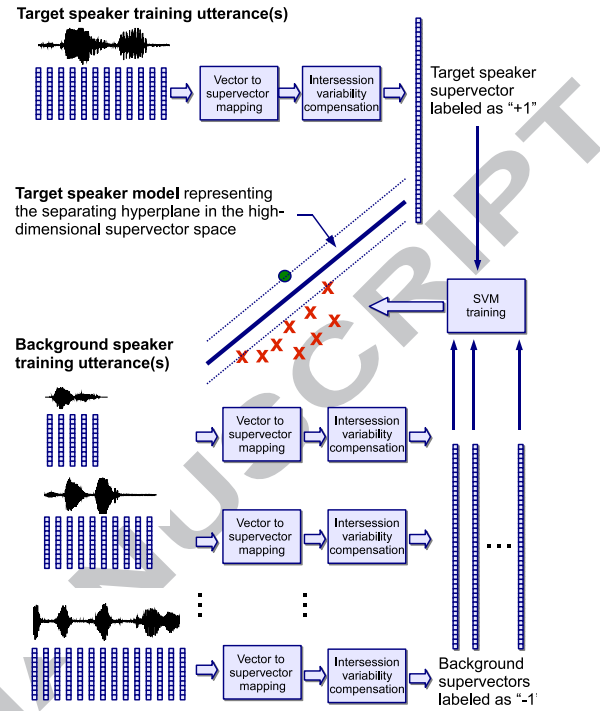 Target speaker training utterance(s)
Vector to
supervector
mapping
Intersession
variability
compensation
Target speaker
supervector
labeled as “+1”
Target speaker model representing
the separating hyperplane in the high-
dimensional supervector space
X
X
X
X
X
X
X
X
X
X
SVM
training
Background speaker
training utterance(s)
Vector to
supervector
mapping
Intersession
variability
compensation
Vector to
supervector
mapping
Intersession
variability
compensation
...
Vector to
supervector
mapping
Intersession
variability
compensation
Background
supervectors
labeled as “-1’
NUSCRIPT